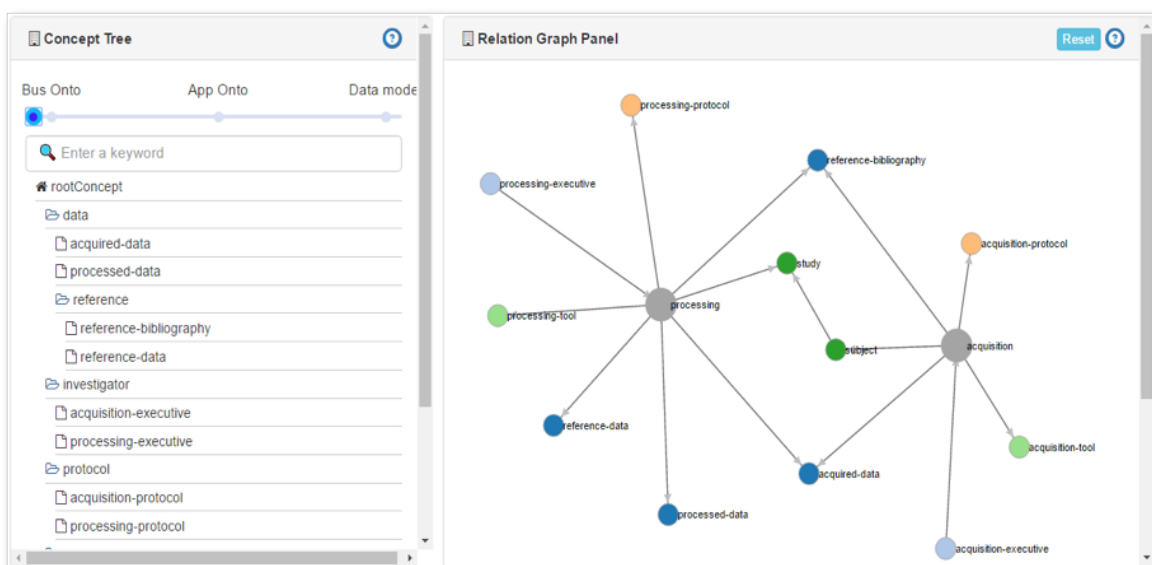 Concept Tree
Bus Onto App Onto Data mode
Enter a keyword
rootConcept
data
acquired-data
processed-data
reference
reference-bibliography
reference-data
investigator
acquisition-executive
processing-executive
protocol
acquisition-protocol
processing-protocol
Relation Graph Panel
Reset
processing-protocol
reference-bibliography
processing-executive
acquisition-protocol
study
processing
processing-tool
subject
acquisition
reference-data
acquisition-tool
acquired-data
processed-data
acquisition-executive